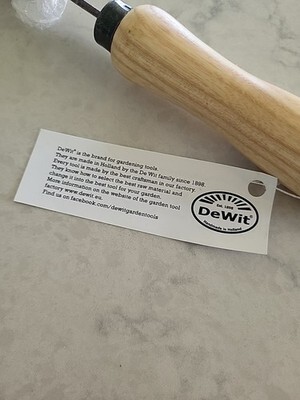 DeWit® is the brand for gardening tools.
They are made in Holland by the De Wit family since 1898.
Every tool is made by the best craftsman in our factory.
They know how to select the best raw material and
change it into the best tool for your garden.
More information on the website of the garden tool
factory www.dewit.eu.
Find us on facebook.com/dewitgardentools
Est. 1898
DeWit®
Handmade in Holland